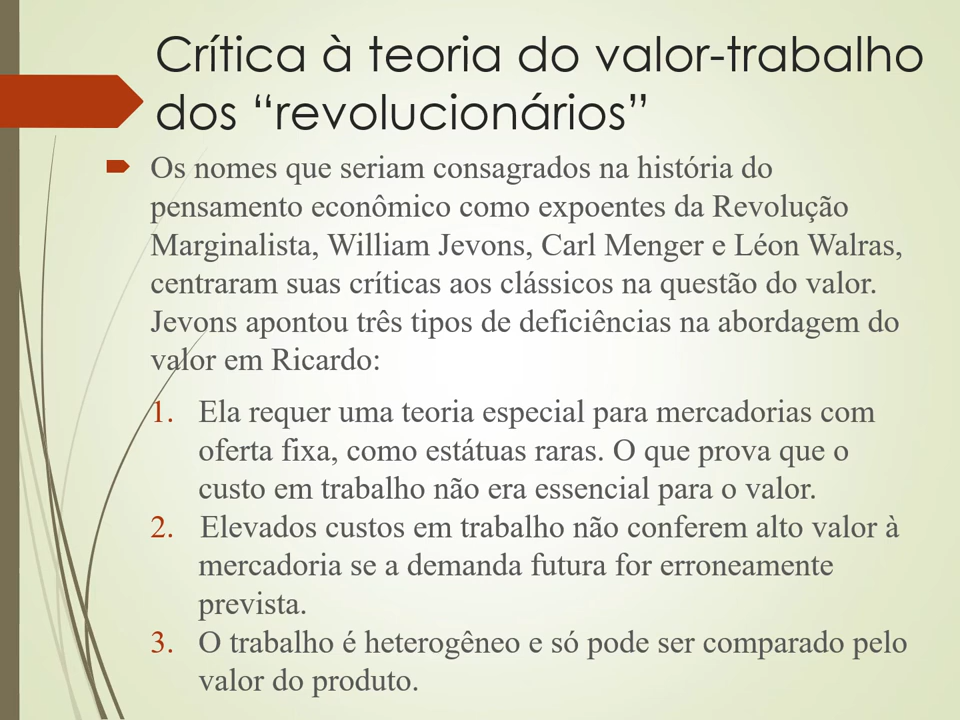 Crítica à teoria do valor-trabalho
dos “revolucionários”
Os nomes que seriam consagrados na história do
pensamento econômico como expoentes da Revolução
Marginalista, William Jevons, Carl Menger e Léon Walras,
centraram suas críticas aos clássicos na questão do valor.
Jevons apontou três tipos de deficiências na abordagem do
valor em Ricardo:
1. Ela requer uma teoria especial para mercadorias com
oferta fixa, como estátuas raras. O que prova que o
custo em trabalho não era essencial para o valor.
2. Elevados custos em trabalho não conferem alto valor à
mercadoria se a demanda futura for erroneamente
prevista.
3. O trabalho é heterogêneo e só pode ser comparado pelo
valor do produto.